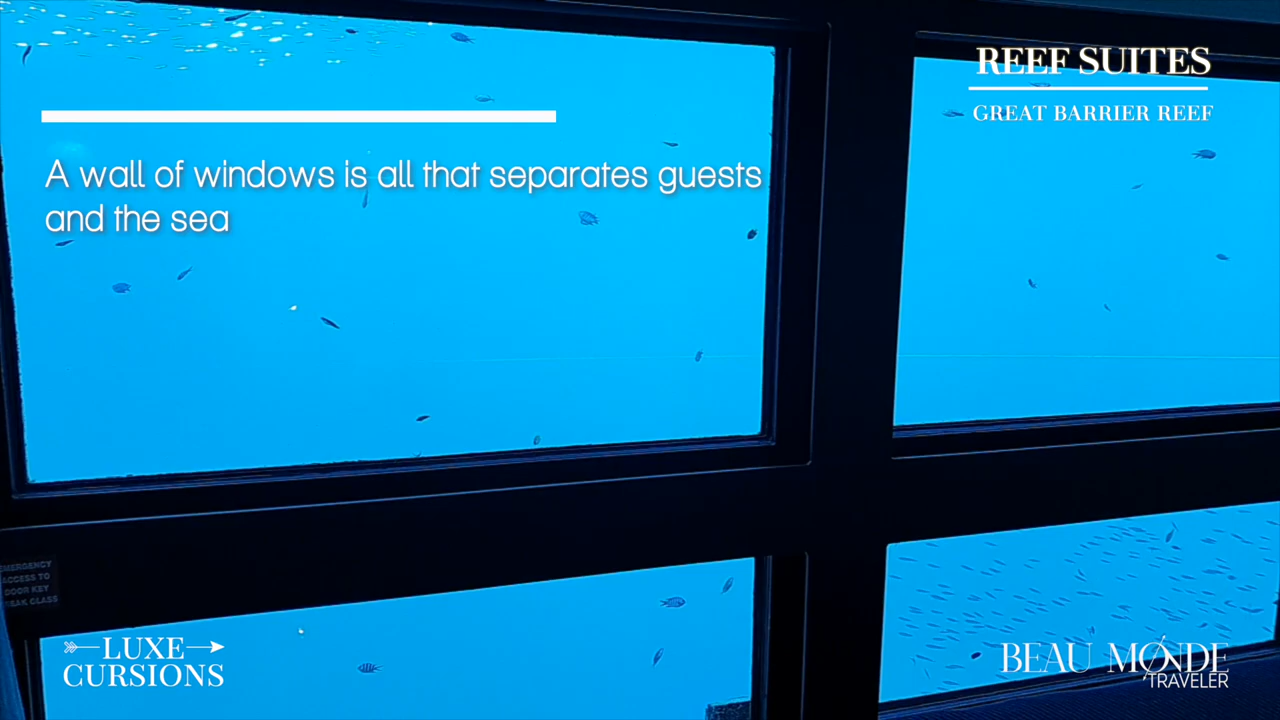 REEF SUITES
GREAT BARRIER REEF
A wall of windows is all that separates guests
and the sea
EMERGENCY
ACCESS TO
DOOR KEY
BREAK GLASS
LUXE
CURSIONS
BEAU MONDE
TRAVELER